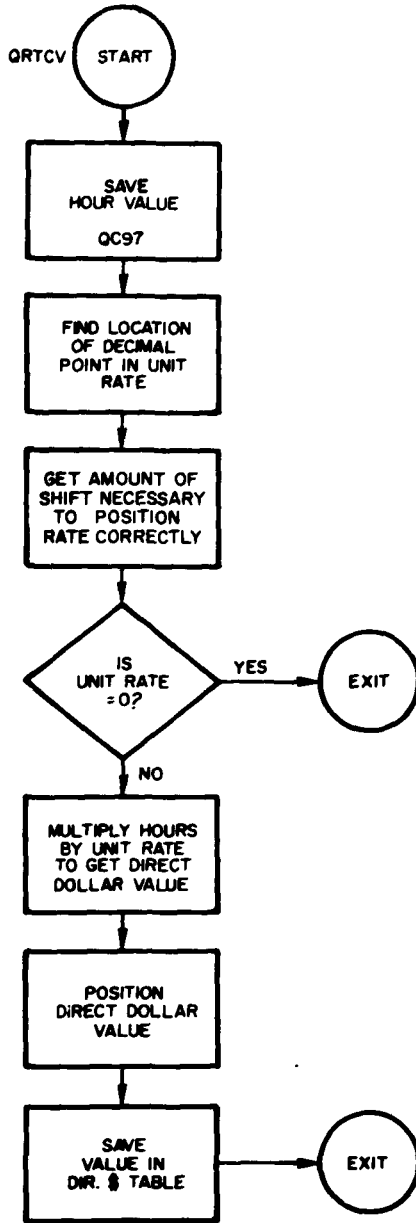 QRTCV
START
SAVE
HOUR VALUE
QC97
FIND LOCATION
OF DECIMAL
POINT IN UNIT
RATE
GET AMOUNT OF
SHIFT NECESSARY
TO POSITION
RATE CORRECTLY
IS
UNIT RATE
=0?
YES
EXIT
NO
MULTIPLY HOURS
BY UNIT RATE
TO GET DIRECT
DOLLAR VALUE
POSITION
DIRECT DOLLAR
VALUE
SAVE
VALUE IN
DIR. $ TABLE
EXIT